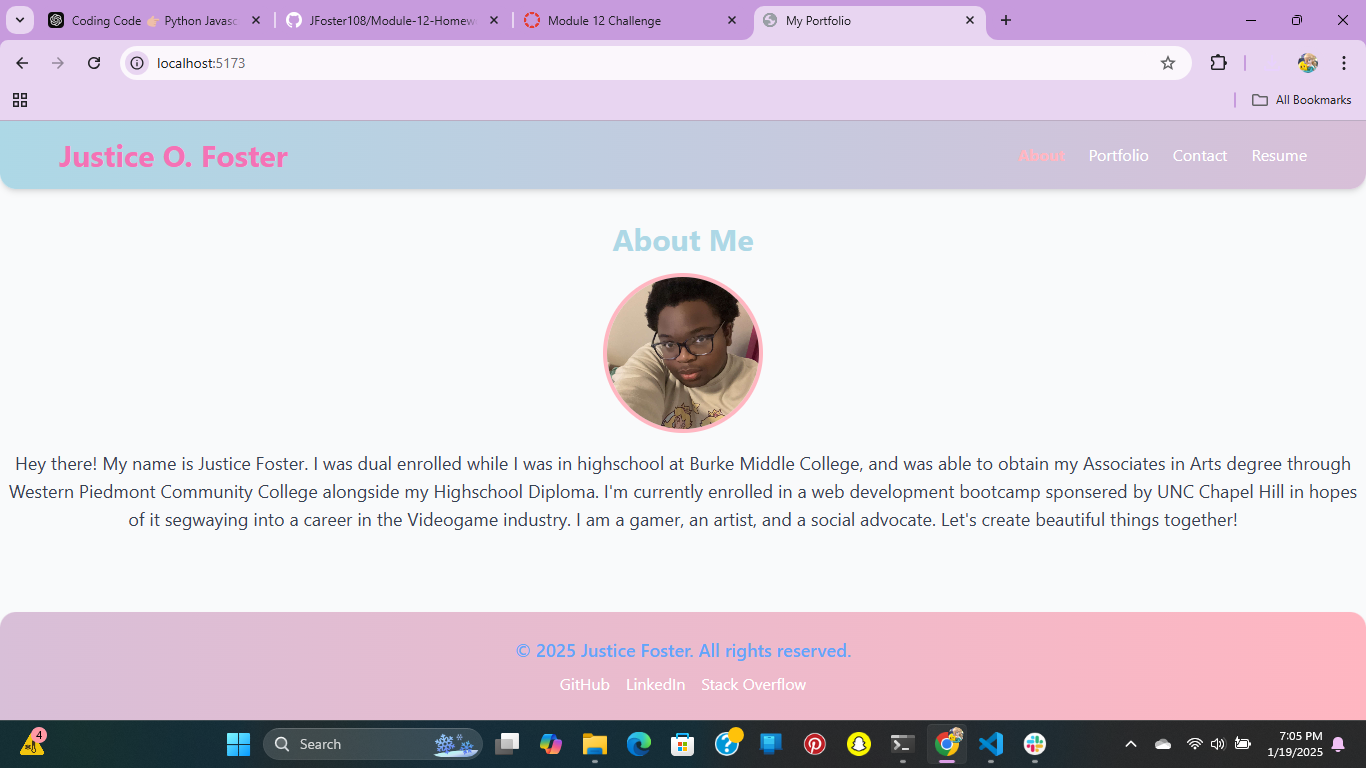 Coding Code 👉🏼 Python Javasc
JFoster108/Module-12-Homew
Module 12 Challenge
My Portfolio
localhost:5173
All Bookmarks
Justice O. Foster
About
Portfolio
Contact
Resume
About Me
Hey there! My name is Justice Foster. I was dual enrolled while I was in highschool at Burke Middle College, and was able to obtain my Associates in Arts degree through
Western Piedmont Community College alongside my Highschool Diploma. I'm currently enrolled in a web development bootcamp sponsered by UNC Chapel Hill in hopes
of it segwaying into a career in the Videogame industry. I am a gamer, an artist, and a social advocate. Let's create beautiful things together!
© 2025 Justice Foster. All rights reserved.
GitHub LinkedIn Stack Overflow
4
Search
7:05 PM
1/19/2025